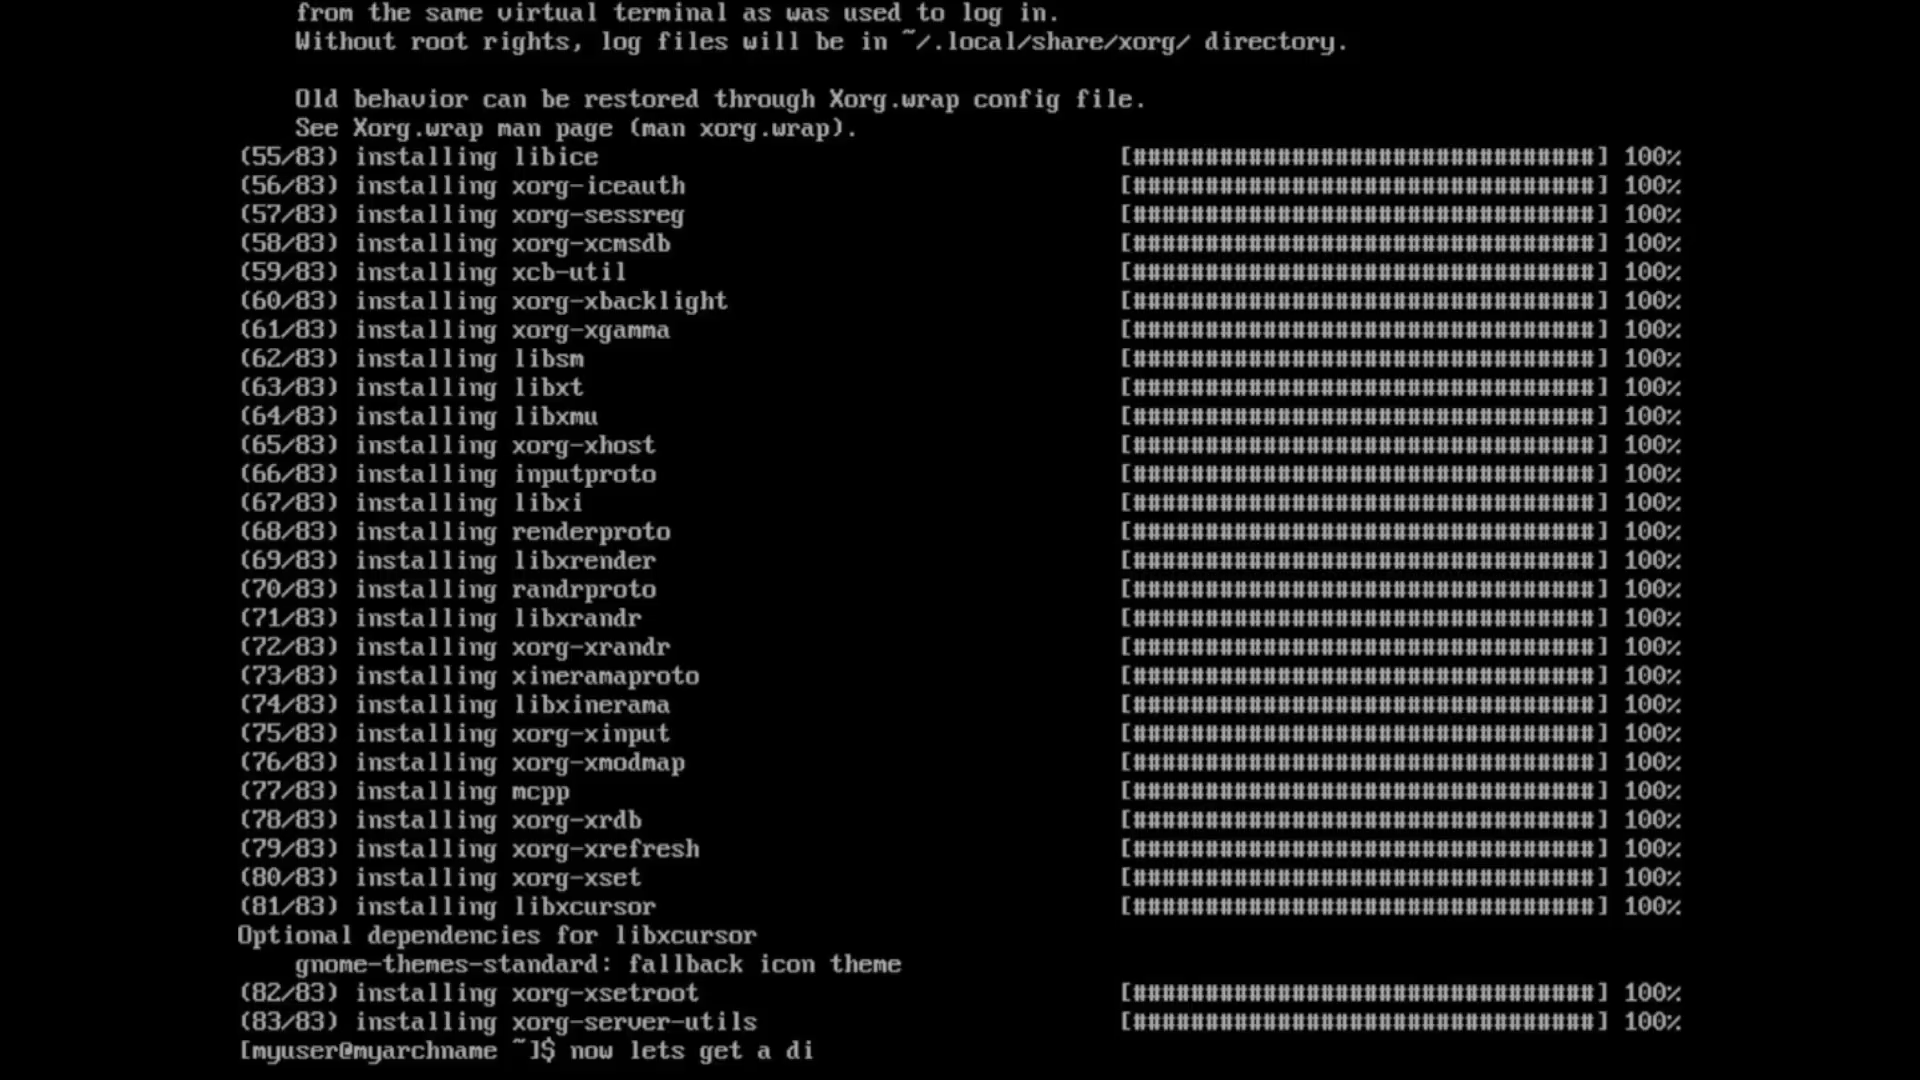 from the same virtual terminal as was used to log in.
Without root rights, log files will be in ~/.local/share/xorg/ directory.
Old behavior can be restored through Xorg.wrap config file.
See Xorg.wrap man page (man xorg.wrap).
(55/83) installing libice [################################] 100%
(56/83) installing xorg-iceauth [################################] 100%
(57/83) installing xorg-sessreg [################################] 100%
(58/83) installing xorg-xcmsdb [################################] 100%
(59/83) installing xcb-util [################################] 100%
(60/83) installing xorg-xbacklight [################################] 100%
(61/83) installing xorg-xgamma [################################] 100%
(62/83) installing libsm [################################] 100%
(63/83) installing libxt [################################] 100%
(64/83) installing libxmu [################################] 100%
(65/83) installing xorg-xhost [################################] 100%
(66/83) installing inputproto [################################] 100%
(67/83) installing libxi [################################] 100%
(68/83) installing renderproto [################################] 100%
(69/83) installing libxrender [################################] 100%
(70/83) installing randrproto [################################] 100%
(71/83) installing libxrandr [################################] 100%
(72/83) installing xorg-xrandr [################################] 100%
(73/83) installing xineramaproto [################################] 100%
(74/83) installing libxinerama [################################] 100%
(75/83) installing xorg-xinput [################################] 100%
(76/83) installing xorg-xmodmap [################################] 100%
(77/83) installing mcpp [################################] 100%
(78/83) installing xorg-xrdb [################################] 100%
(79/83) installing xorg-xrefresh [################################] 100%
(80/83) installing xorg-xset [################################] 100%
(81/83) installing libxcursor [################################] 100%
Optional dependencies for libxcursor
gnome-themes-standard: fallback icon theme
(82/83) installing xorg-xsetroot [################################] 100%
(83/83) installing xorg-server-utils [################################] 100%
[myuser@myarchname ~]$ now lets get a di